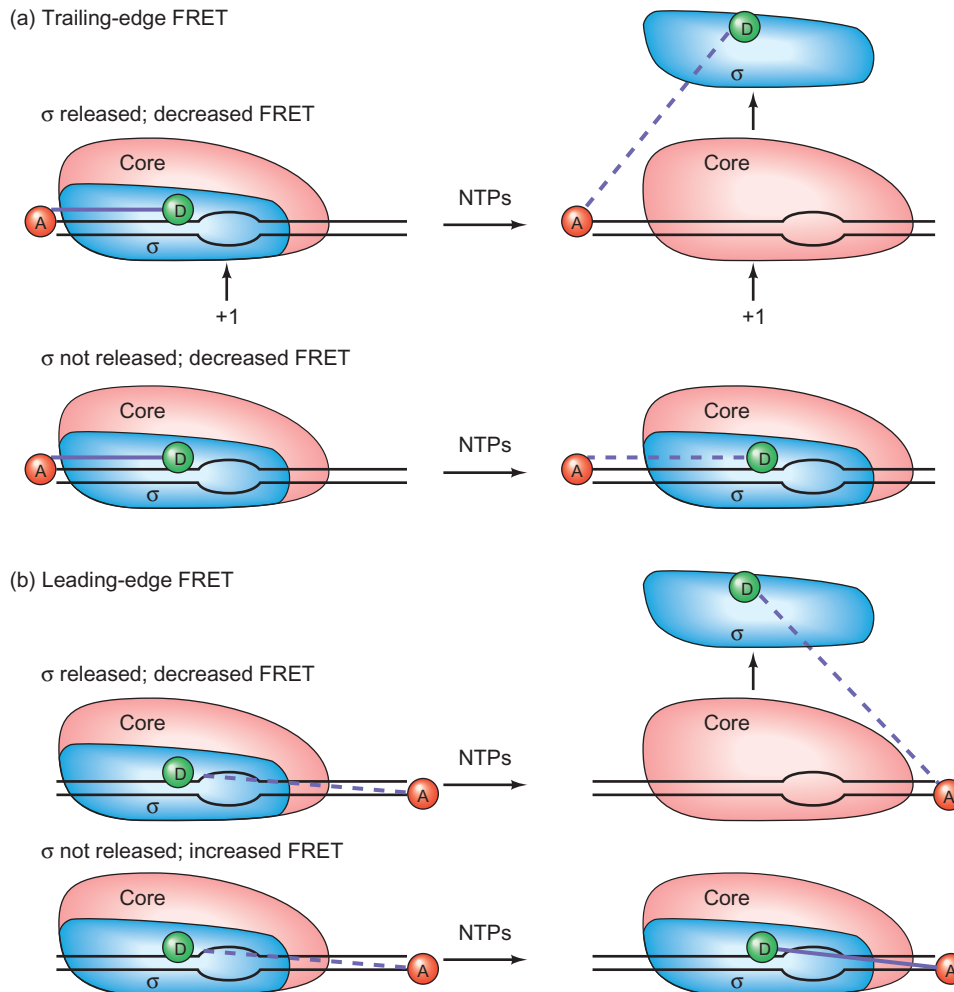 (a) Trailing-edge FRET
D
σ
σ released; decreased FRET
Core
NTPs
Core
A
D
σ
A
+1
+1
σ not released; decreased FRET
Core
NTPs
Core
A
D
σ
A
D
σ
(b) Leading-edge FRET
D
σ
σ released; decreased FRET
Core
NTPs
Core
D
σ
A
A
σ not released; increased FRET
Core
NTPs
Core
D
σ
A
D
σ
A